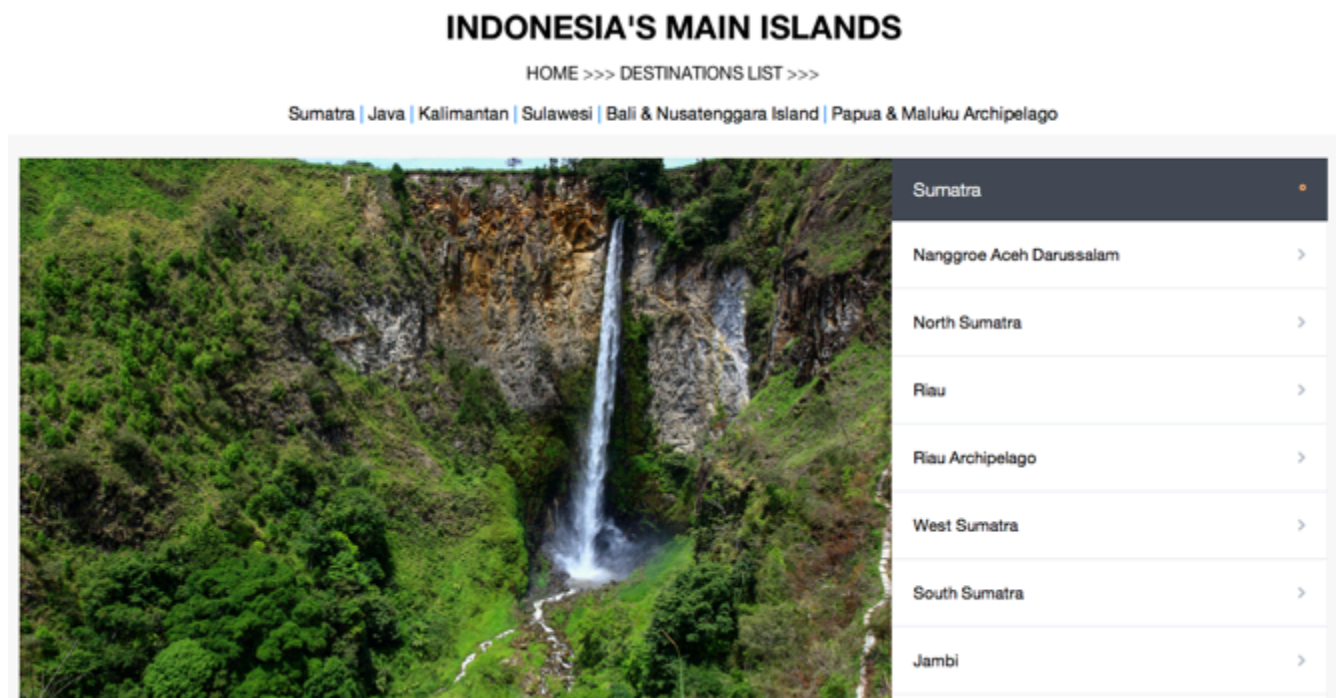 INDONESIA'S MAIN ISLANDS
HOME >>> DESTINATIONS LIST >>>
Sumatra | Java | Kalimantan | Sulawesi | Bali & Nusatenggara Island | Papua & Maluku Archipelago
Sumatra
Nanggroe Aceh Darussalam
North Sumatra
Riau
Riau Archipelago
West Sumatra
South Sumatra
Jambi